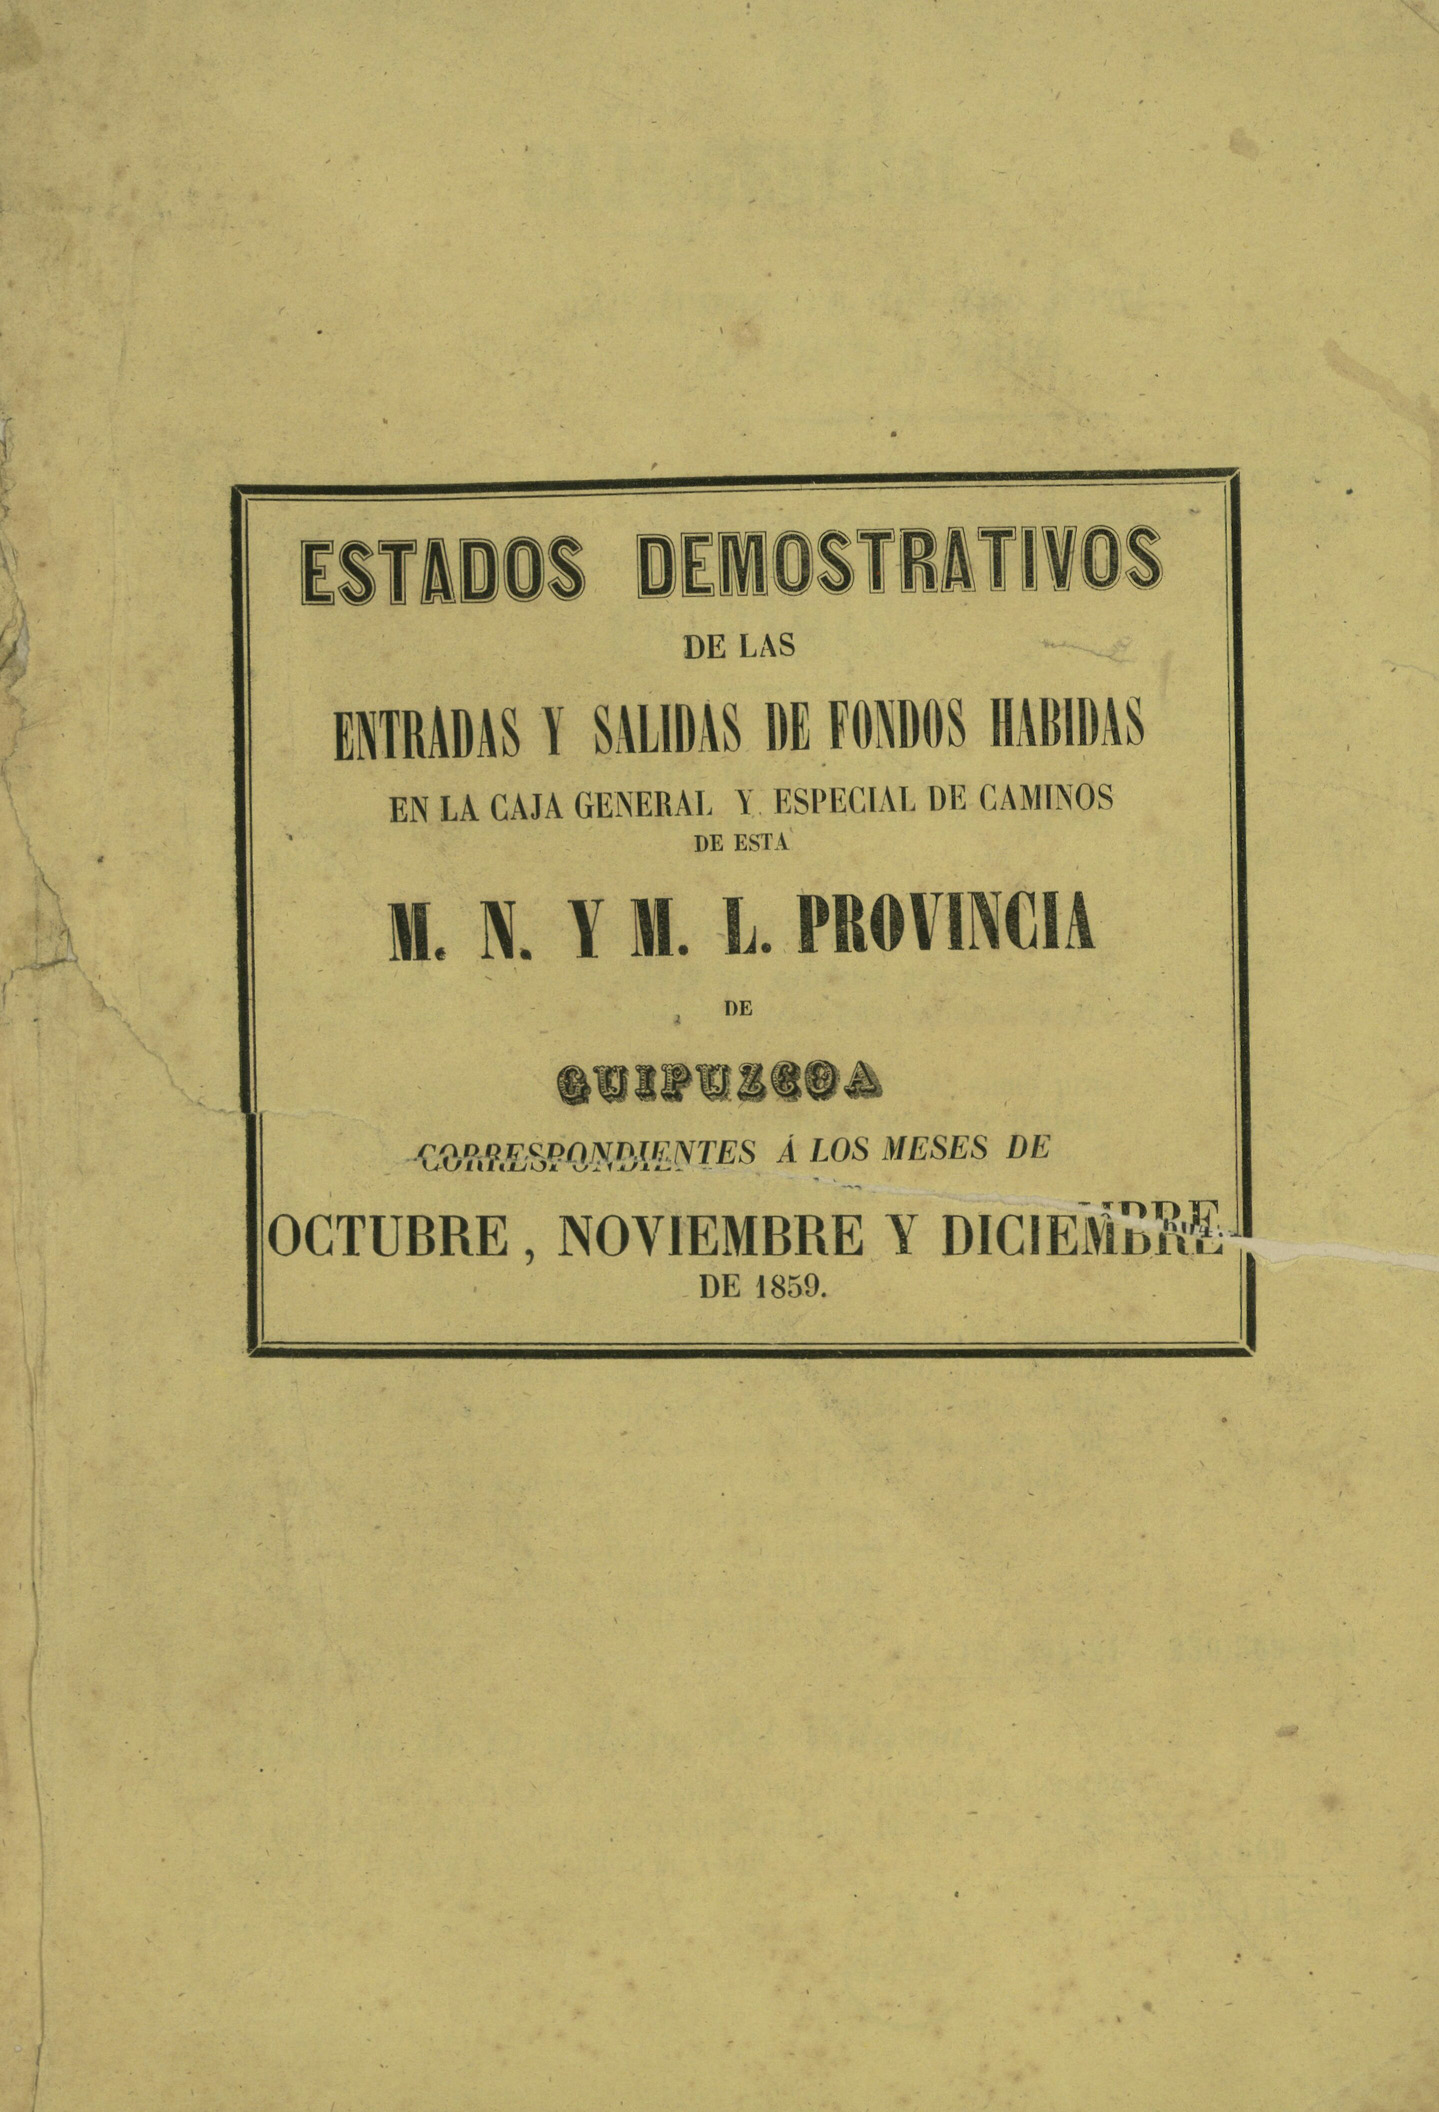 ESTADOS DEMOSTRATIVOS
DE LAS
ENTRADAS Y SALIDAS DE FONDOS HABIDAS
EN LA CAJA GENERAL Y ESPECIAL DE CAMINOS
DE ESTA
M. N. Y M. L. PROVINCIA
DE
GUIPUZCOA
CORRESPONDIENTES Á LOS MESES DE
OCTUBRE, NOVIEMBRE Y DICIEMBRE
DE 1859.